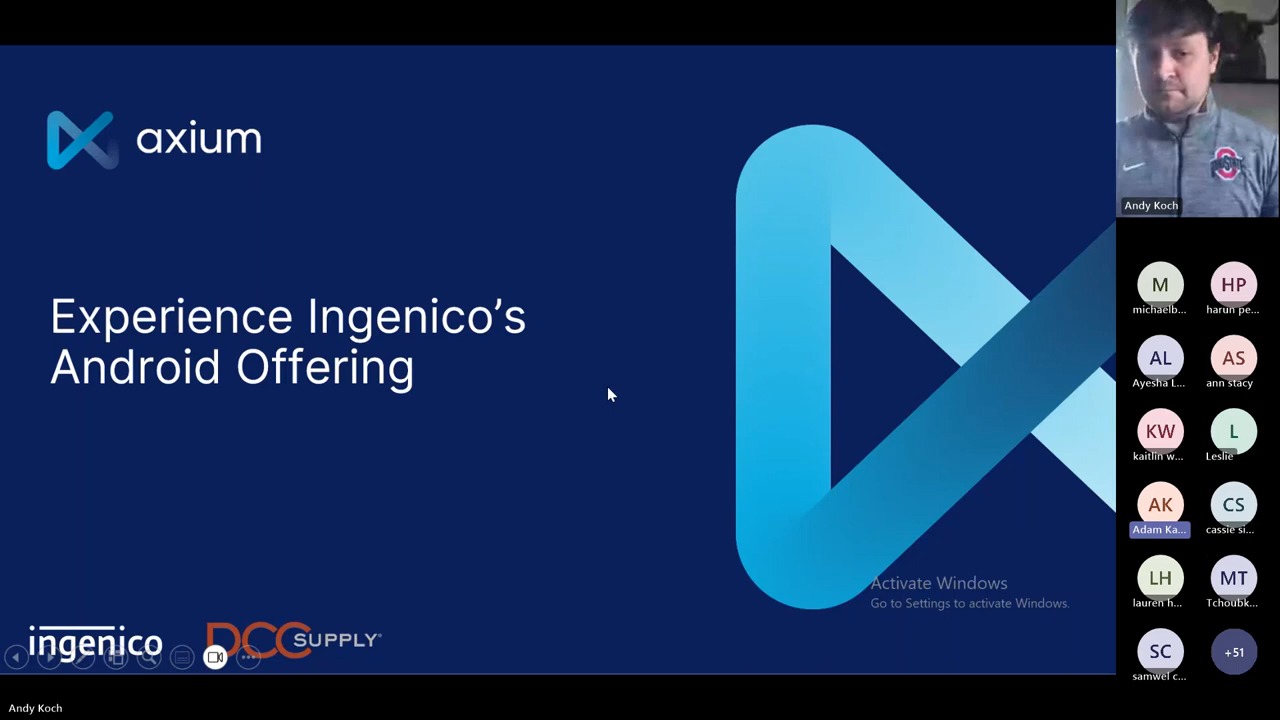 axium
Experience Ingenico’s
Android Offering
Activate Windows
Go to Settings to activate Windows.
ingenico
DCC SUPPLY
Andy Koch
Andy Koch
M
michaelb...
HP
harun pe...
AL
Ayesha L...
AS
ann stacy
KW
kaitlin w...
L
Leslie
AK
Adam Ka...
CS
cassie si...
LH
lauren h...
MT
Tchoubk...
SC
samwel c...
+51